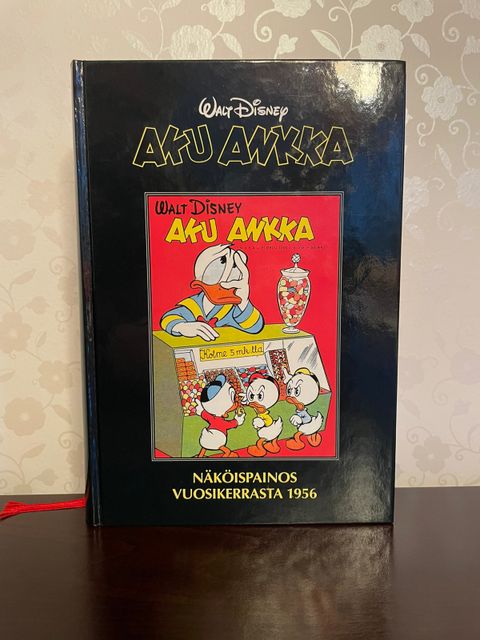 WALT DISNEY
AKU ANKKA
WALT DISNEY
AKU ANKKA
Kolme 5 mk:lla
NÄKÖISPAINOS
VUOSIKERRASTA 1956